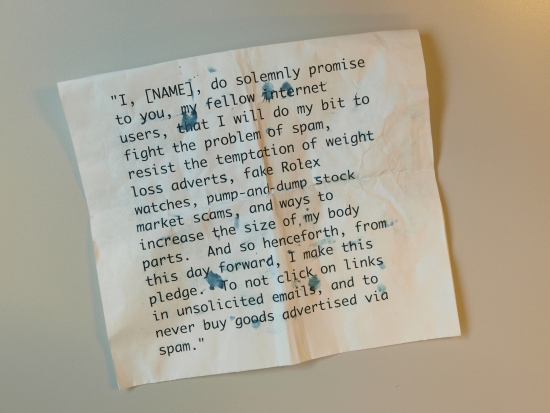 "I, [NAME], do solemnly promise
to you, my fellow internet
users, that I will do my bit to
fight the problem of spam,
resist the temptation of weight
loss adverts, fake Rolex
watches, pump-and-dump stock
market scams, and ways to
increase the size of my body
parts.  And so henceforth, from
this day forward, I make this
pledge.  To not click on links
in unsolicited emails, and to
never buy goods advertised via
spam."